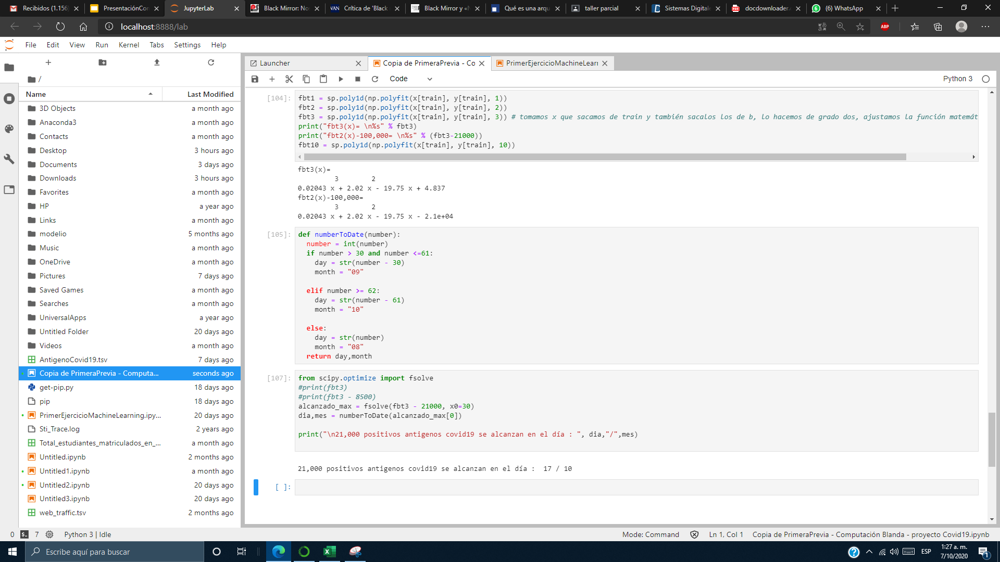 Recibidos (1.156)
PresentaciónCon
JupyterLab
Black Mirror: Nos
Crítica de 'Black
Black Mirror y «N
Qué es una arqu
taller parcial
Sistemas Digitale
docdownloader.c
(6) WhatsApp
localhost:8888/lab
ABP
File Edit View Run Kernel Tabs Settings Help
Launcher
Copia de PrimeraPrevia - Co
PrimerEjercicioMachineLearn
Code
Python 3
/
Name Last Modified
3D Objects a month ago
Anaconda3 a month ago
Contacts a month ago
Desktop 3 hours ago
Documents 3 days ago
Downloads 3 hours ago
Favorites a month ago
HP a year ago
Links a month ago
modelio 5 months ago
Music a month ago
OneDrive a month ago
Pictures 7 days ago
Saved Games a month ago
Searches a month ago
UniversalApps a year ago
Untitled Folder 20 days ago
Videos a month ago
AntigenoCovid19.tsv 7 days ago
Copia de PrimeraPrevia - Computa... seconds ago
get-pip.py 18 days ago
pip 18 days ago
PrimerEjercicioMachineLearning.ipy... 20 days ago
Sti_Trace.log 2 years ago
Total_estudiantes_matriculados_en_... a month ago
Untitled.ipynb 2 months ago
Untitled1.ipynb a month ago
Untitled2.ipynb 20 days ago
Untitled3.ipynb 20 days ago
web_traffic.tsv 2 months ago
[104]: fbt1 = sp.poly1d(np.polyfit(x[train], y[train], 1))
fbt2 = sp.poly1d(np.polyfit(x[train], y[train], 2))
fbt3 = sp.poly1d(np.polyfit(x[train], y[train], 3)) # tomamos x que sacamos de train y también sacalos los de b, lo hacemos de grado dos, ajustamos la función matemát
print("fbt3(x)= \n%s" % fbt3)
print("fbt2(x)-100,000= \n%s" % (fbt3-21000))
fbt10 = sp.poly1d(np.polyfit(x[train], y[train], 10))
fbt3(x)=
3 2
0.02043 x + 2.02 x - 19.75 x + 4.837
fbt2(x)-100,000=
3 2
0.02043 x + 2.02 x - 19.75 x - 2.1e+04
[105]: def numberToDate(number):
number = int(number)
if number > 30 and number <=61:
day = str(number - 30)
month = "09"
elif number >= 62:
day = str(number - 61)
month = "10"
else:
day = str(number)
month = "08"
return day,month
[107]: from scipy.optimize import fsolve
#print(fbt3)
#print(fbt3 - 8500)
alcanzado_max = fsolve(fbt3 - 21000, x0=30)
dia,mes = numberToDate(alcanzado_max[0])
print("\n21,000 positivos antigenos covid19 se alcanzan en el día : ", dia,"/",mes)
21,000 positivos antigenos covid19 se alcanzan en el día :  17 / 10
[ ]:
0 7 Python 3 | Idle
Mode: Command Ln 1, Col 1 Copia de PrimeraPrevia - Computación Blanda - proyecto Covid19.ipynb
Escribe aquí para buscar
ESP
1:27 a. m.
7/10/2020
1